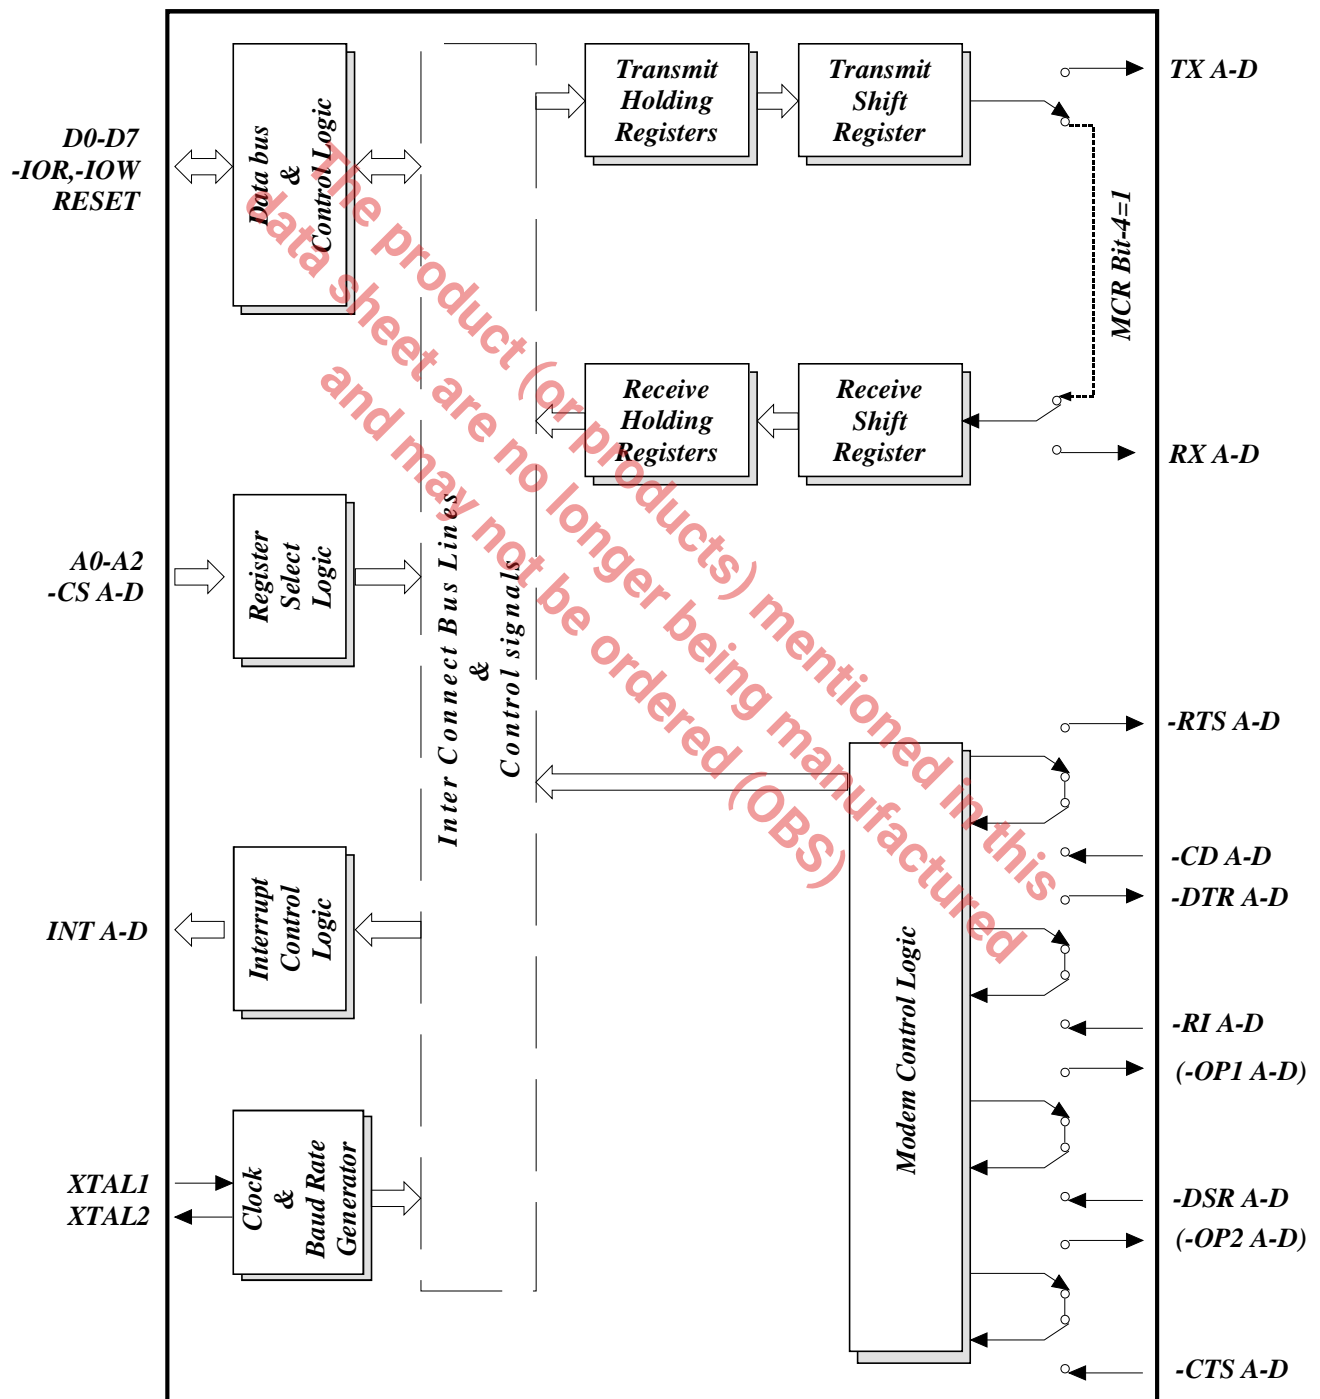 D0-D7
-IOR,-IOW
RESET
Data bus
&
Control Logic
A0-A2
-CS A-D
Register
Select
Logic
INT A-D
Interrupt
Control
Logic
XTAL1
XTAL2
Clock
&
Baud Rate
Generator
Inter Connect Bus Lines
&
Control signals
Transmit
Holding
Registers
Transmit
Shift
Register
Receive
Holding
Registers
Receive
Shift
Register
MCR Bit-4=1
Modem Control Logic
TX A-D
RX A-D
-RTS A-D
-CD A-D
-DTR A-D
-RI A-D
(-OP1 A-D)
-DSR A-D
(-OP2 A-D)
-CTS A-D
The product (or products) mentioned in this
data sheet are no longer being manufactured
and may not be ordered (OBS)